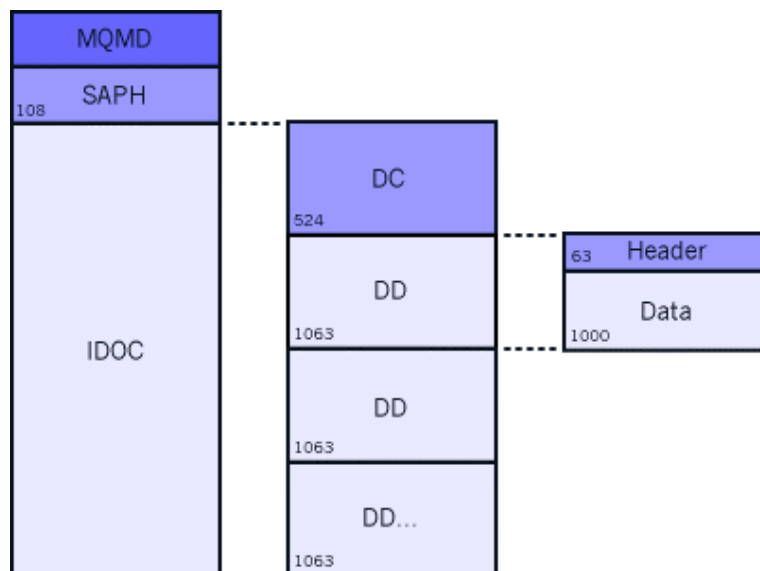 MQMD
SAPH
108
IDOC
DC
524
DD
1063
DD
1063
DD...
1063
63 Header
Data
1000